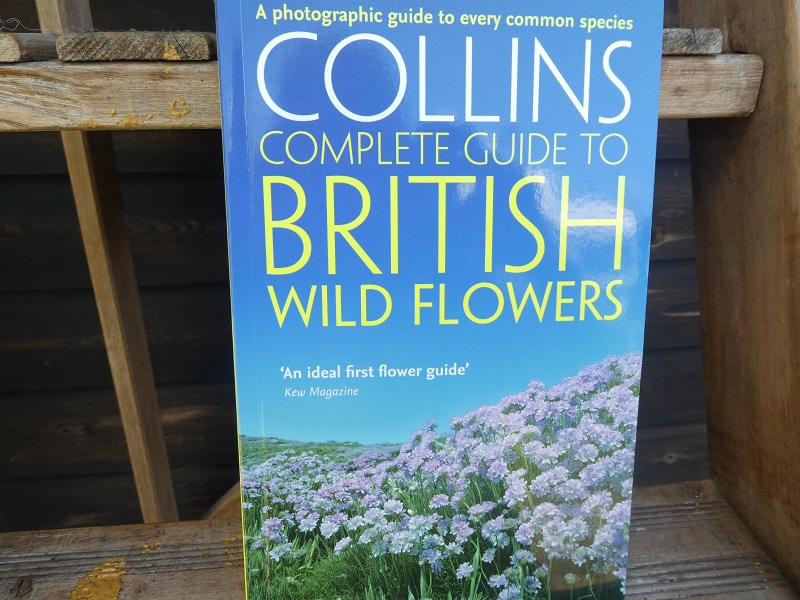 A photographic guide to every common species
COLLINS
COMPLETE GUIDE TO
BRITISH
WILD FLOWERS
‘An ideal first flower guide’
Kew Magazine